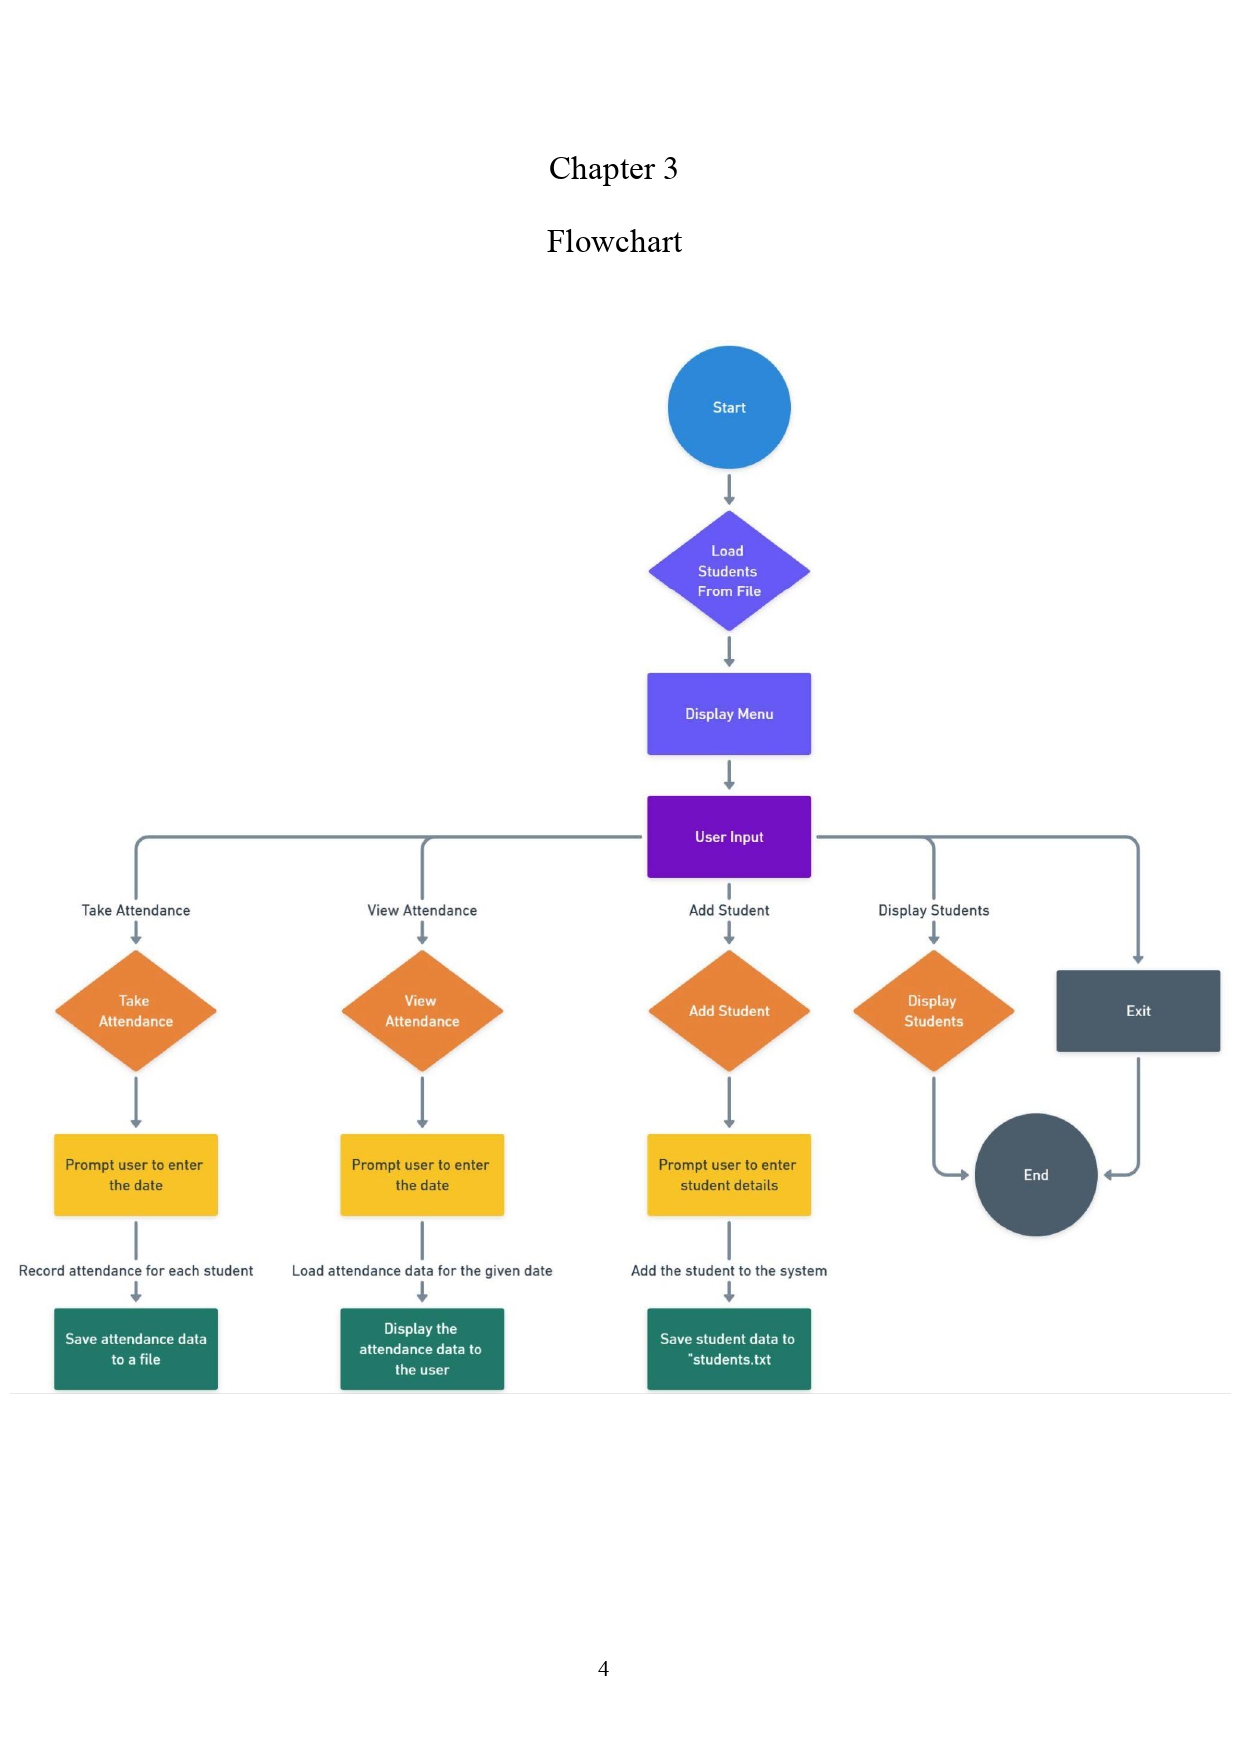 Chapter 3
Flowchart
Start
Load
Students
From File
Display Menu
User Input
Take Attendance
View Attendance
Add Student
Display Students
Take
Attendance
View
Attendance
Add Student
Display
Students
Exit
Prompt user to enter
the date
Prompt user to enter
the date
Prompt user to enter
student details
End
Record attendance for each student
Load attendance data for the given date
Add the student to the system
Save attendance data
to a file
Display the
attendance data to
the user
Save student data to
"students.txt
4